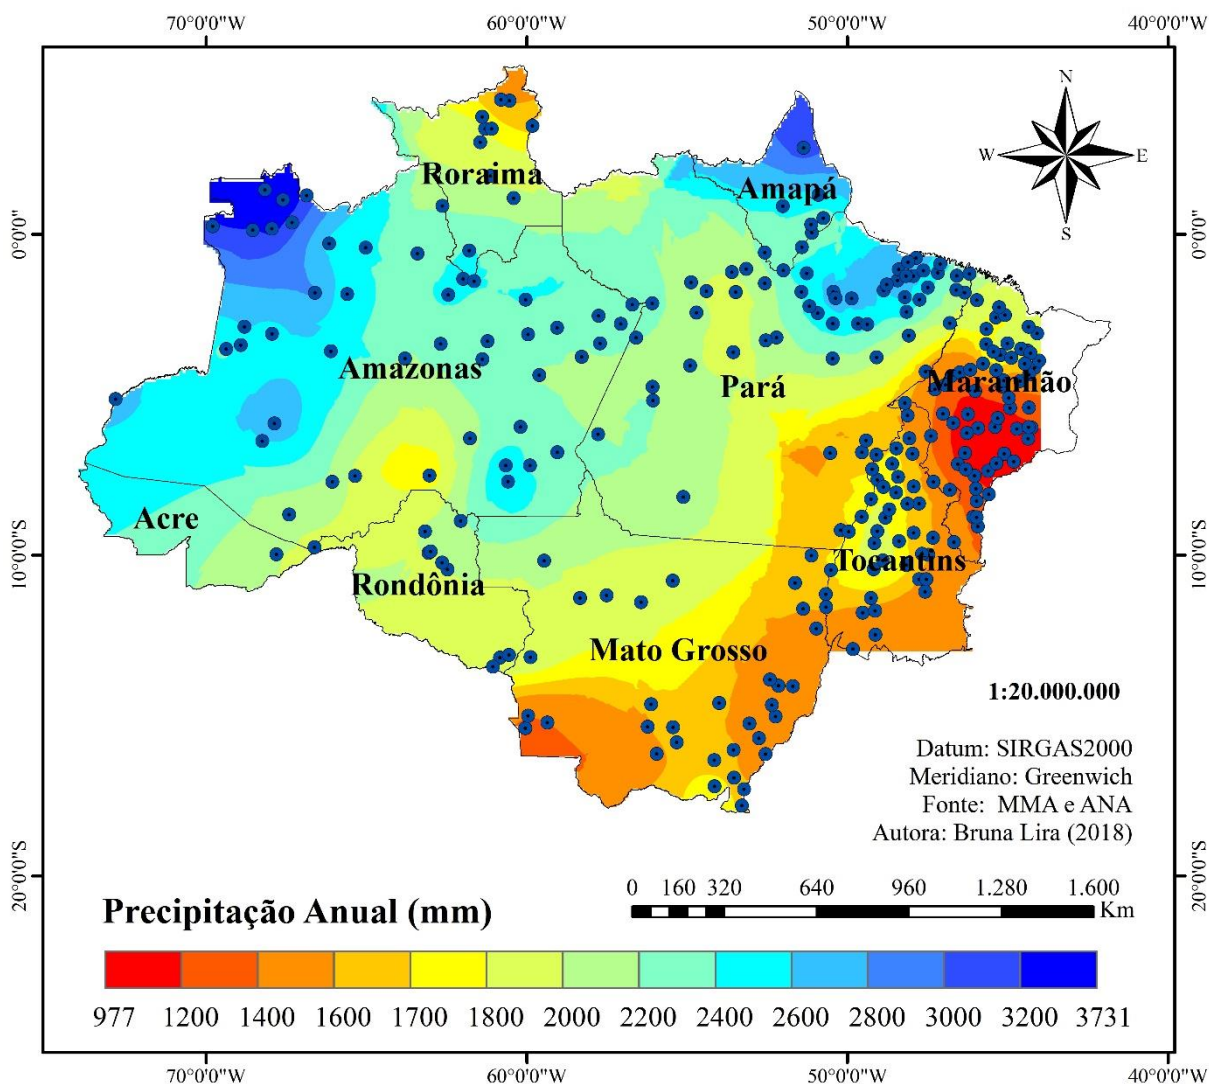 70°0'0"W 60°0'0"W 50°0'0"W 40°0'0"W
N
W E
S
Roraima
Amapá
0°0'0" 0°0'0"
Amazonas
Pará
Maranhão
Acre
10°0'0"S 10°0'0"S
Rondônia
Tocantins
Mato Grosso
1:20.000.000
Datum: SIRGAS2000
Meridiano: Greenwich
Fonte: MMA e ANA
Autora: Bruna Lira (2018)
20°0'0"S 20°0'0"S
0 160 320 640 960 1.280 1.600
Km
Precipitação Anual (mm)
977 1200 1400 1600 1700 1800 2000 2200 2400 2600 2800 3000 3200 3731
70°0'0"W 60°0'0"W 50°0'0"W 40°0'0"W